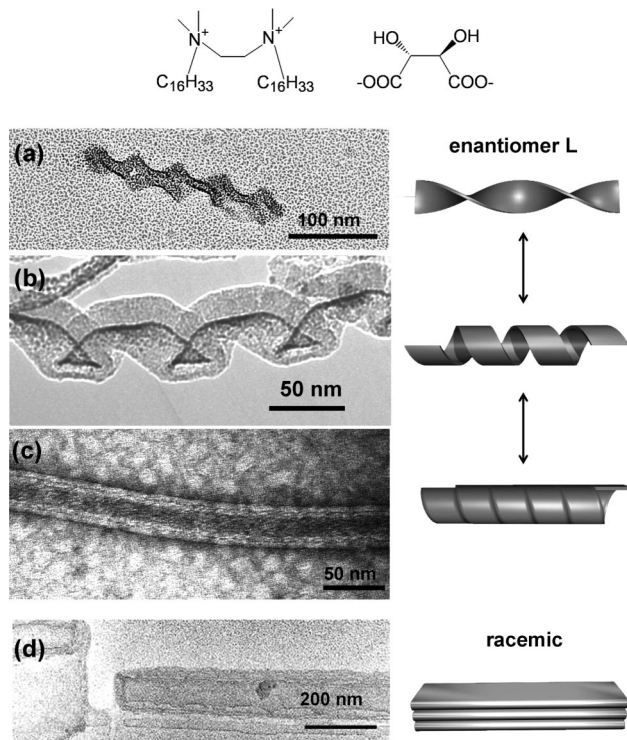 N+
N+
C16H33
C16H33
HO
OH
-OOC
COO-
(a)
enantiomer L
100 nm
(b)
50 nm
(c)
50 nm
(d)
racemic
200 nm